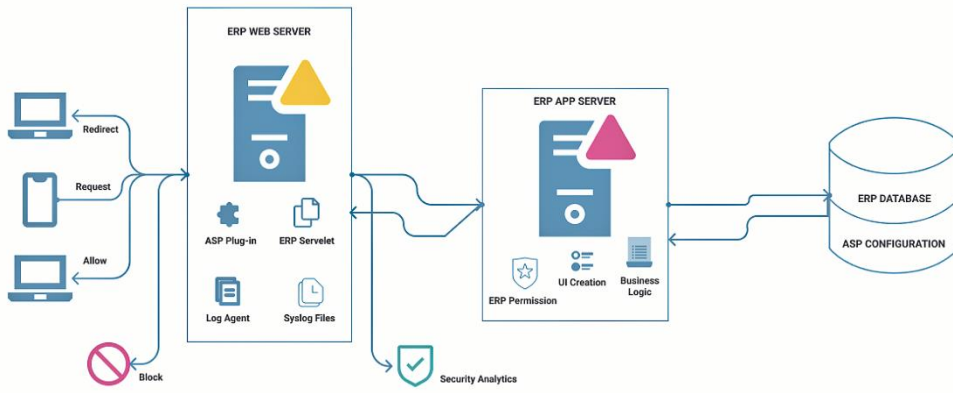 ERP WEB SERVER
Redirect
Request
Allow
Block
ASP Plug-in
ERP Servelet
Log Agent
Syslog Files
Security Analytics
ERP APP SERVER
ERP Permission
UI Creation
Business
Logic
ERP DATABASE
ASP CONFIGURATION